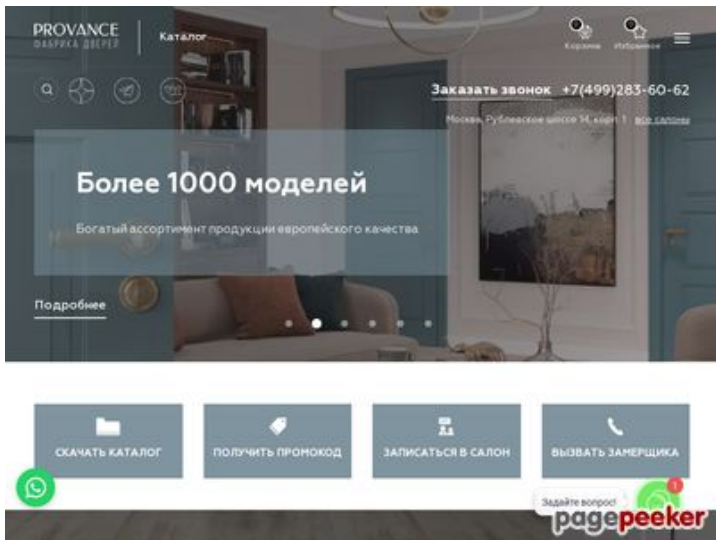 PROVANCE
ФАБРИКА ДВЕРЕЙ
Каталог
Корзина
Избранное
Заказать звонок +7(499)283-60-62
Москва, Рублевское шоссе 14, корп. 1 все салоны
Более 1000 моделей
Богатый ассортимент продукции европейского качества
Подробнее
СКАЧАТЬ КАТАЛОГ
ПОЛУЧИТЬ ПРОМОКОД
ЗАПИСАТЬСЯ В САЛОН
ВЫЗВАТЬ ЗАМЕРЩИКА
1
Задайте вопрос!
pagepeeker